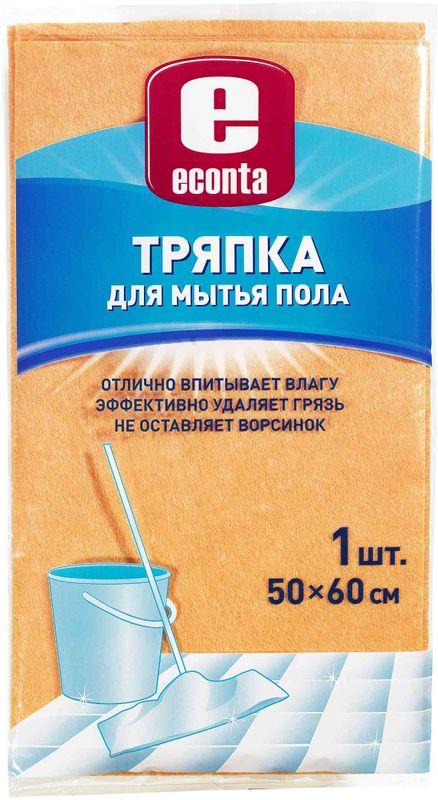 e
econta
ТРЯПКА
ДЛЯ МЫТЬЯ ПОЛА
ОТЛИЧНО ВПИТЫВАЕТ ВЛАГУ
ЭФФЕКТИВНО УДАЛЯЕТ ГРЯЗЬ
НЕ ОСТАВЛЯЕТ ВОРСИНОК
1 шт.
50×60 см